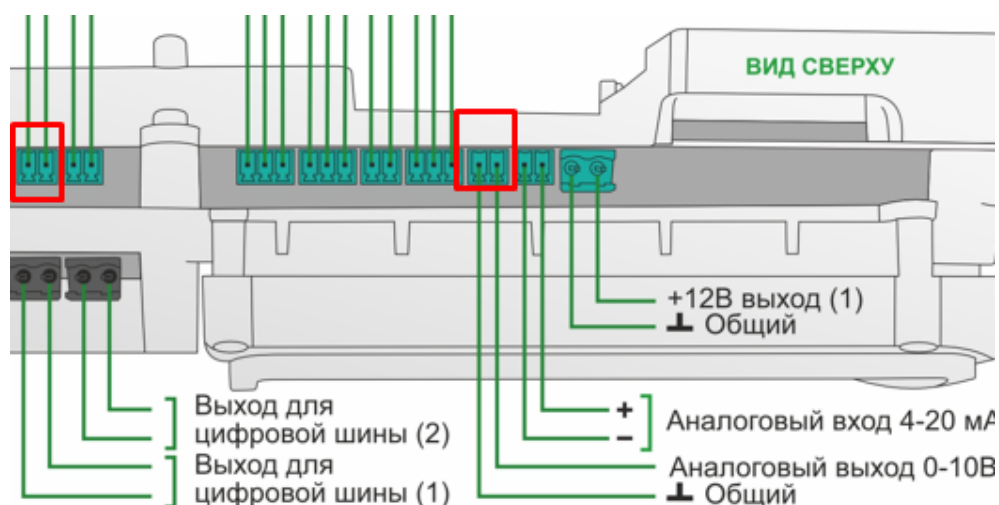 ВИД СВЕРХУ
+12В выход (1)
Общий
Выход для
цифровой шины (2)
Выход для
цифровой шины (1)
+
−
Аналоговый вход 4-20 мА
Аналоговый выход 0-10В
Общий